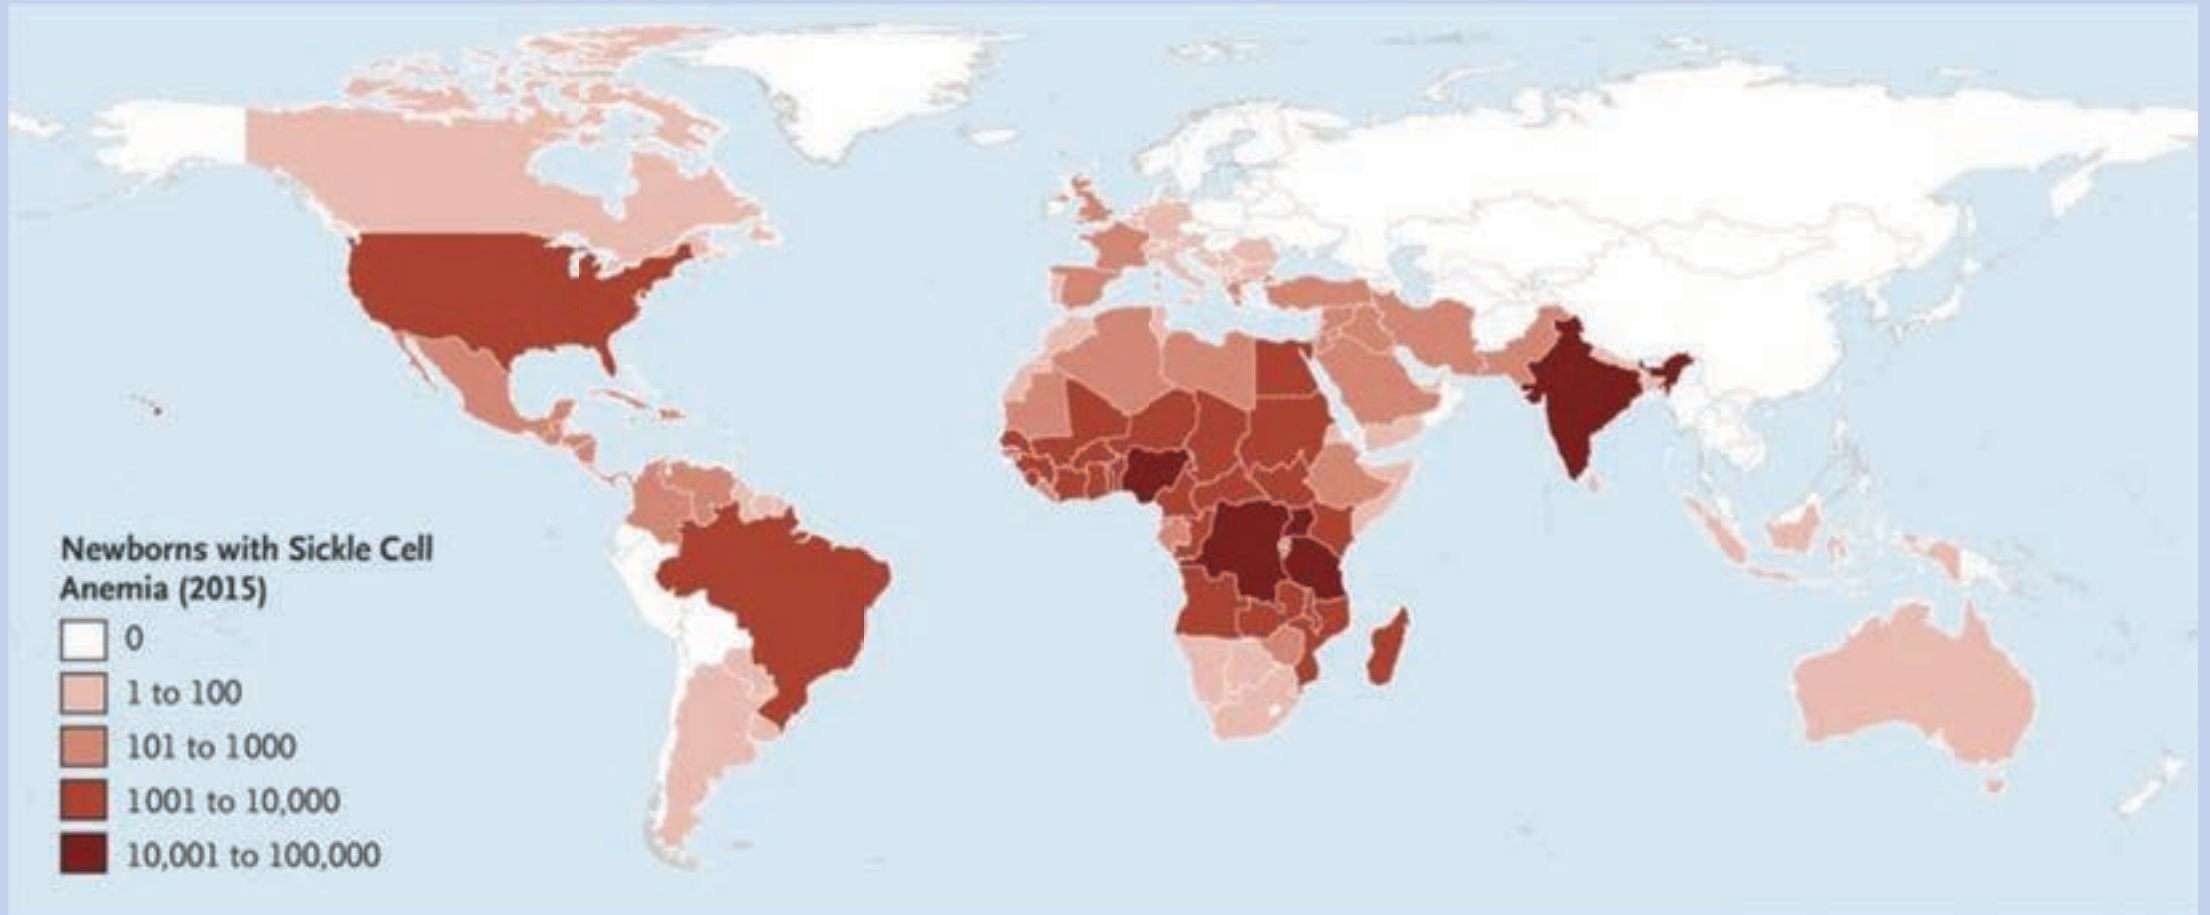 Newborns with Sickle Cell
Anemia (2015)
0
1 to 100
101 to 1000
1001 to 10,000
10,001 to 100,000